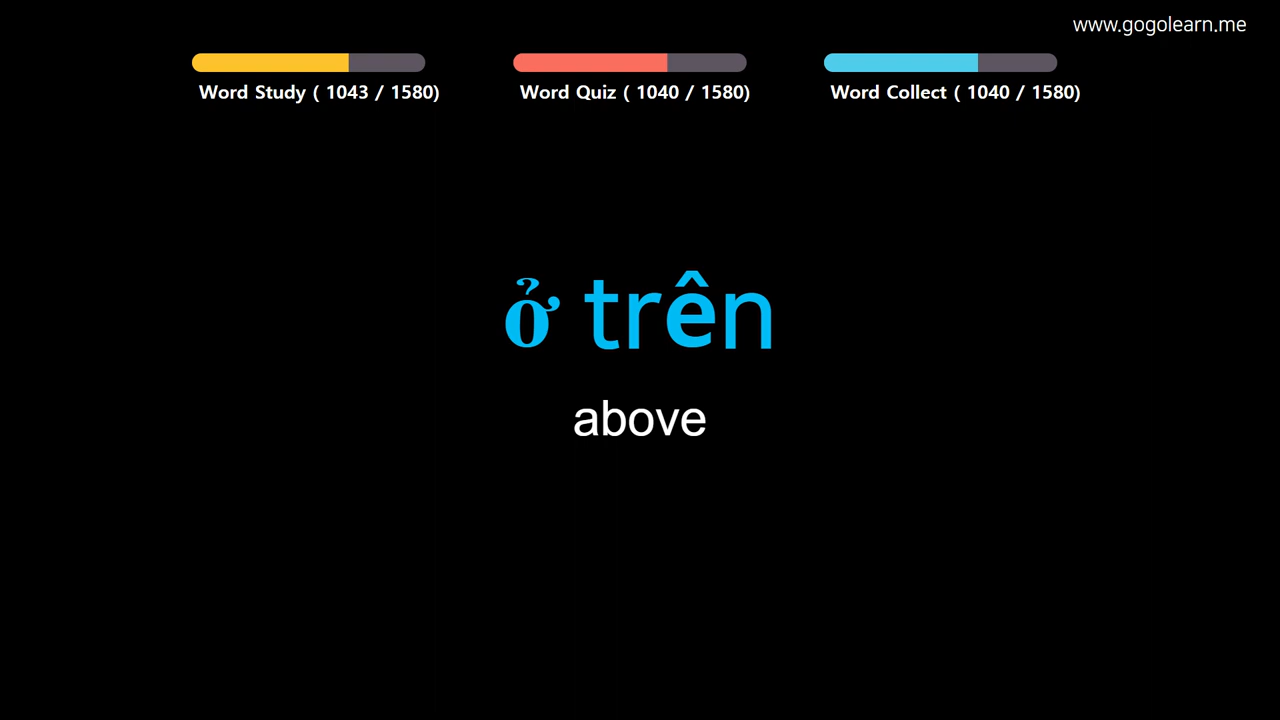 www.gogolearn.me
Word Study ( 1043 / 1580)
Word Quiz ( 1040 / 1580)
Word Collect ( 1040 / 1580)
ở trên
above